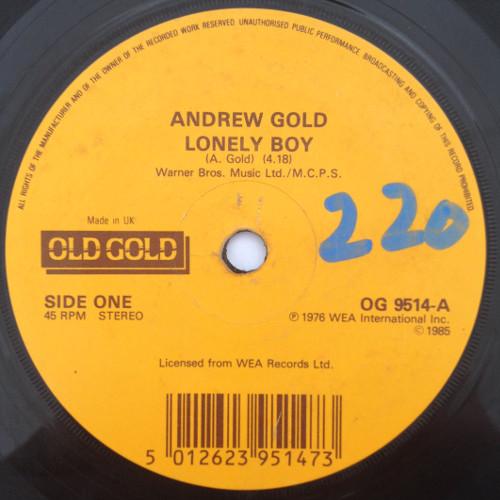 ALL RIGHTS OF THE MANUFACTURER AND OF THE OWNER OF THE RECORDED WORK RESERVED. UNAUTHORISED PUBLIC PERFORMANCE, BROADCASTING AND COPYING OF THIS RECORD PROHIBITED
ANDREW GOLD
LONELY BOY
(A. Gold) (4.18)
Warner Bros. Music Ltd./M.C.P.S.
220
Made in UK
OLD GOLD
SIDE ONE
45 RPM STEREO
OG 9514-A
℗ 1976 WEA International Inc.
© 1985
Licensed from WEA Records Ltd.
5 012623 951473